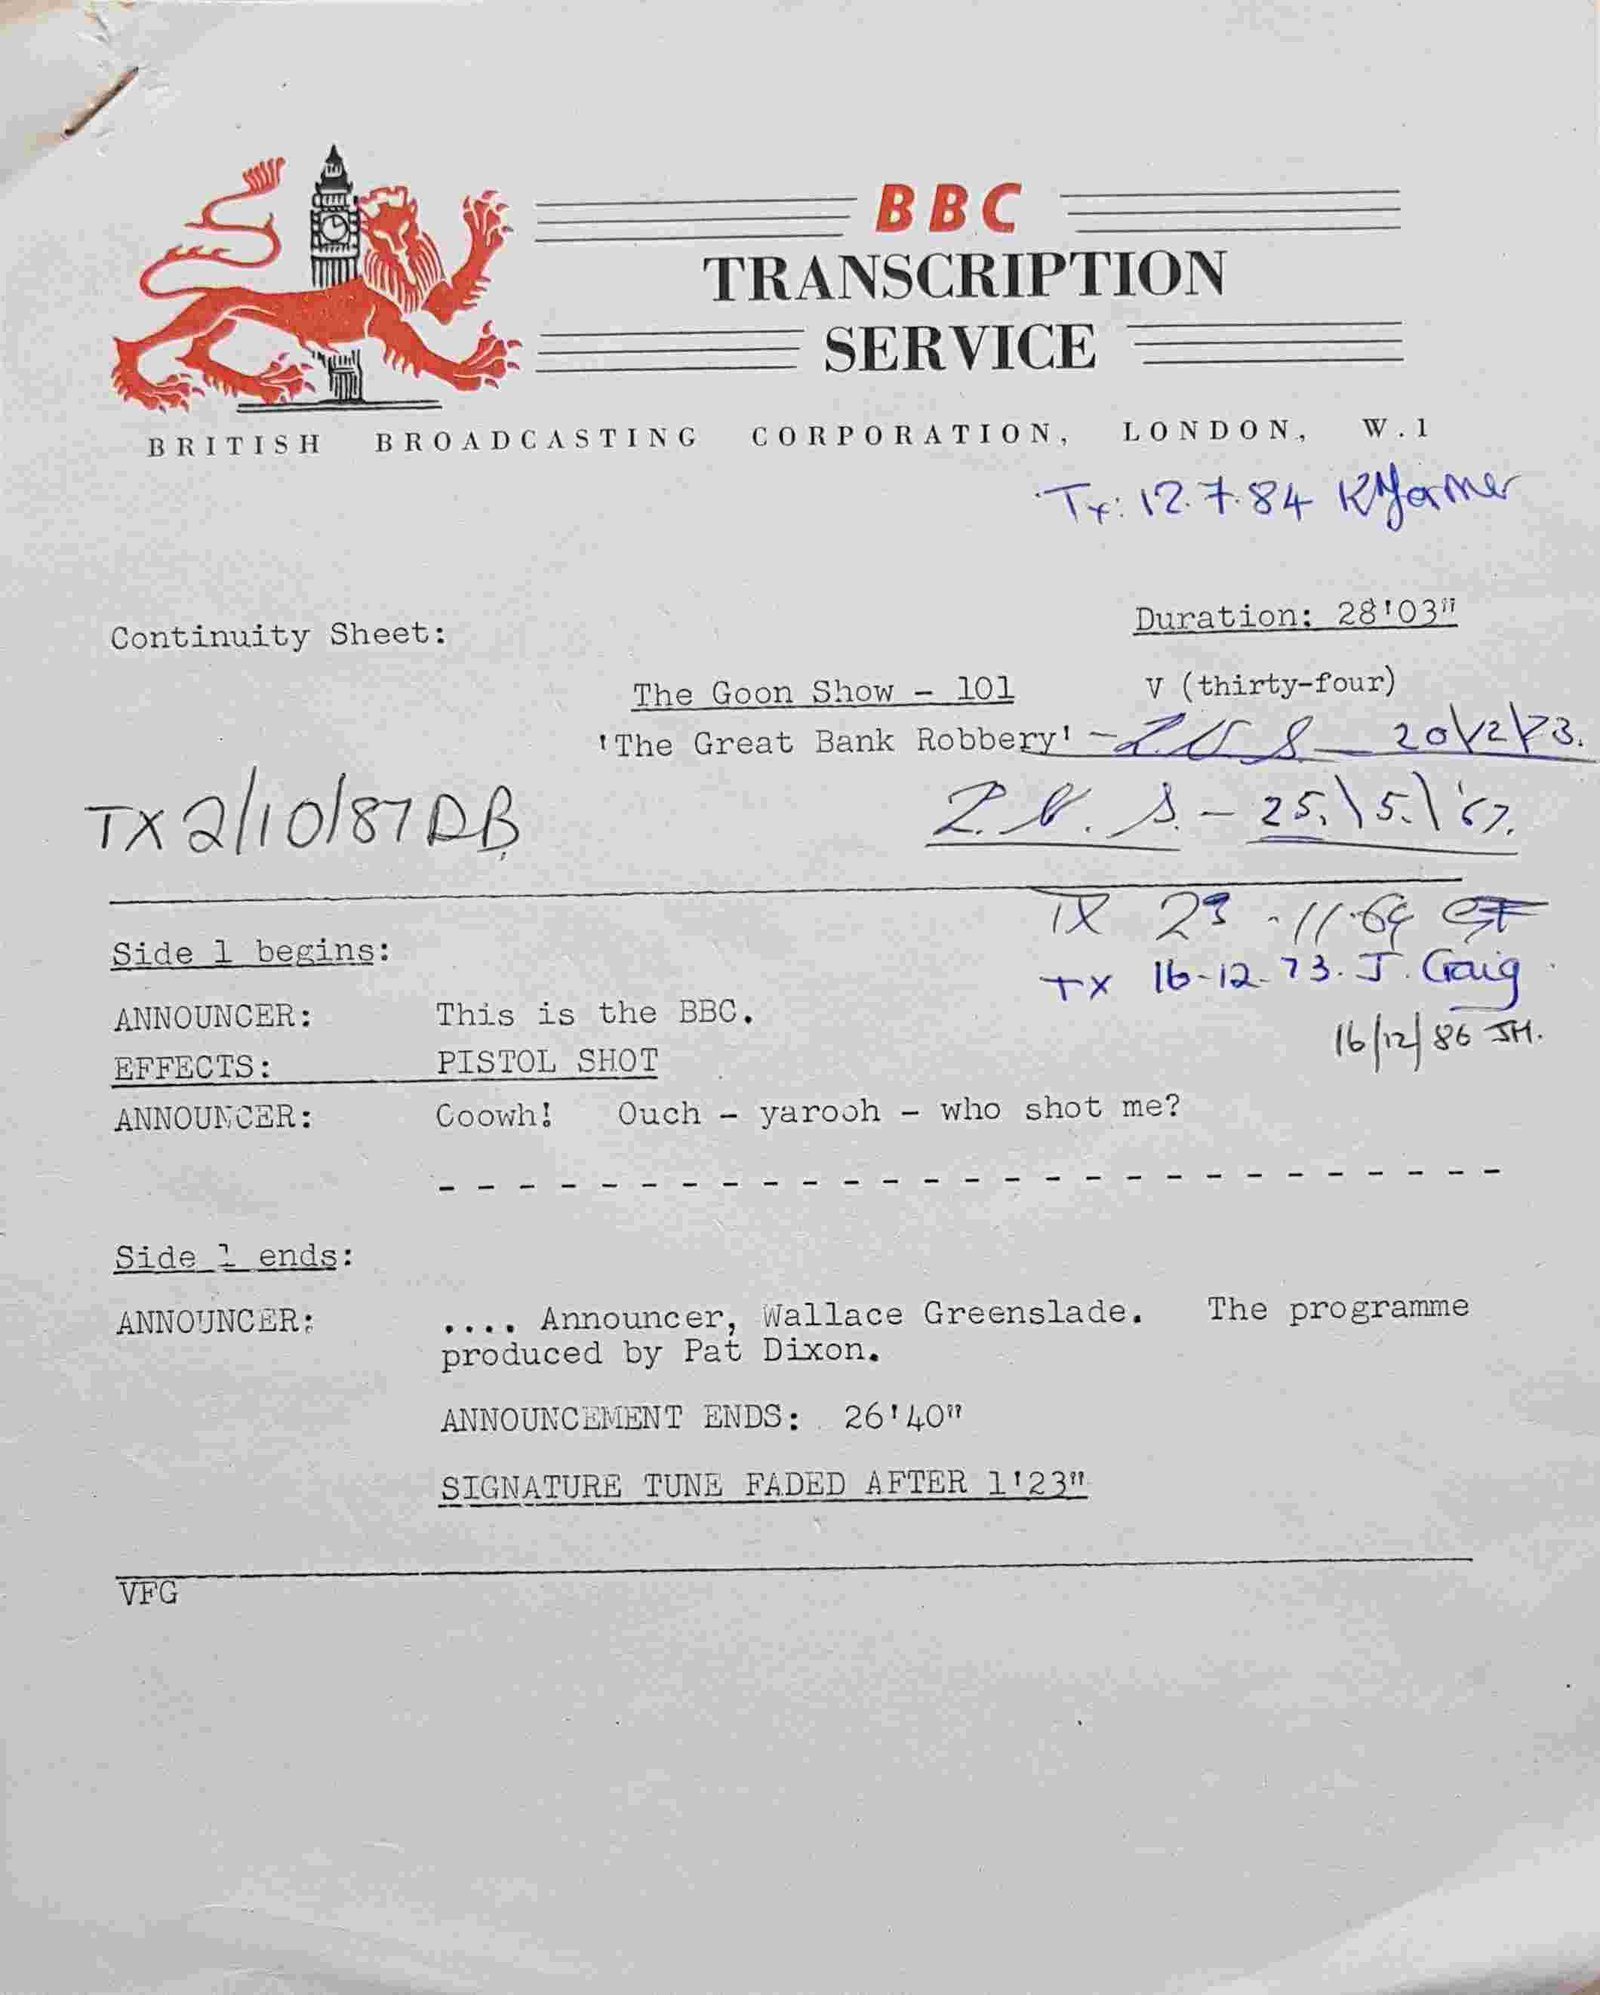 BBC
TRANSCRIPTION
SERVICE
BRITISH BROADCASTING CORPORATION, LONDON, W.1
Tx: 12.7.84
Continuity Sheet:
Duration: 28'03"
The Goon Show - 101 V (thirty-four)
'The Great Bank Robbery' - 20\2\73.
TX 2/10/87 DB
25.\5.\'67.
TX 23.11.69
Side 1 begins:
TX 16-12-73. J. Craig
ANNOUNCER: This is the BBC.
16/12/86 JH.
EFFECTS: PISTOL SHOT
ANNOUNCER: Coowh! Ouch - yarooh - who shot me?
- - - - - - - - - - - - - - - - - - - - - - - - - - -
Side 1 ends:
ANNOUNCER: .... Announcer, Wallace Greenslade. The programme
produced by Pat Dixon.
ANNOUNCEMENT ENDS: 26'40"
SIGNATURE TUNE FADED AFTER 1'23"
VFG